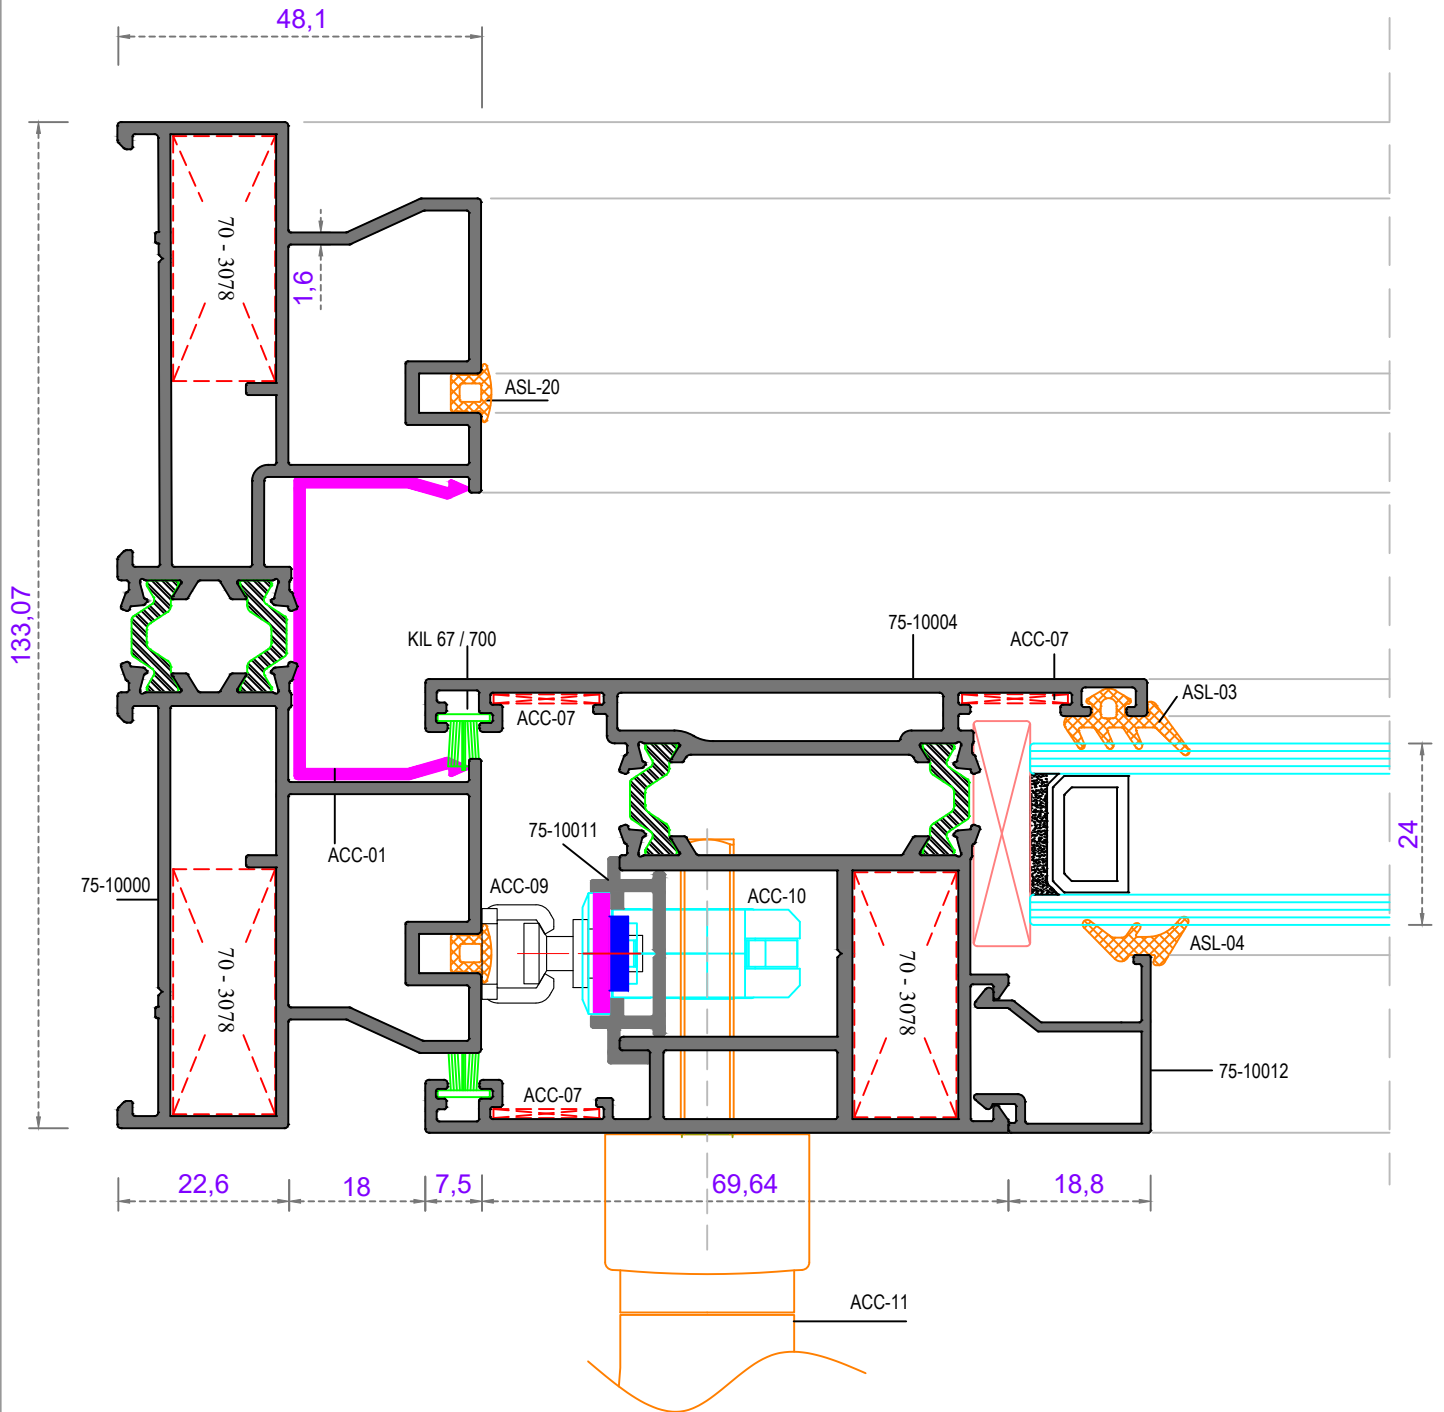 48,1
70 - 3078
1,6
ASL-20
133,07
75-10004
KIL 67 / 700
ACC-07
ASL-03
ACC-07
24
75-10011
ACC-01
75-10000
ACC-09
ACC-10
ASL-04
70 - 3078
70 - 3078
75-10012
ACC-07
22,6
18
7,5
69,64
18,8
ACC-11